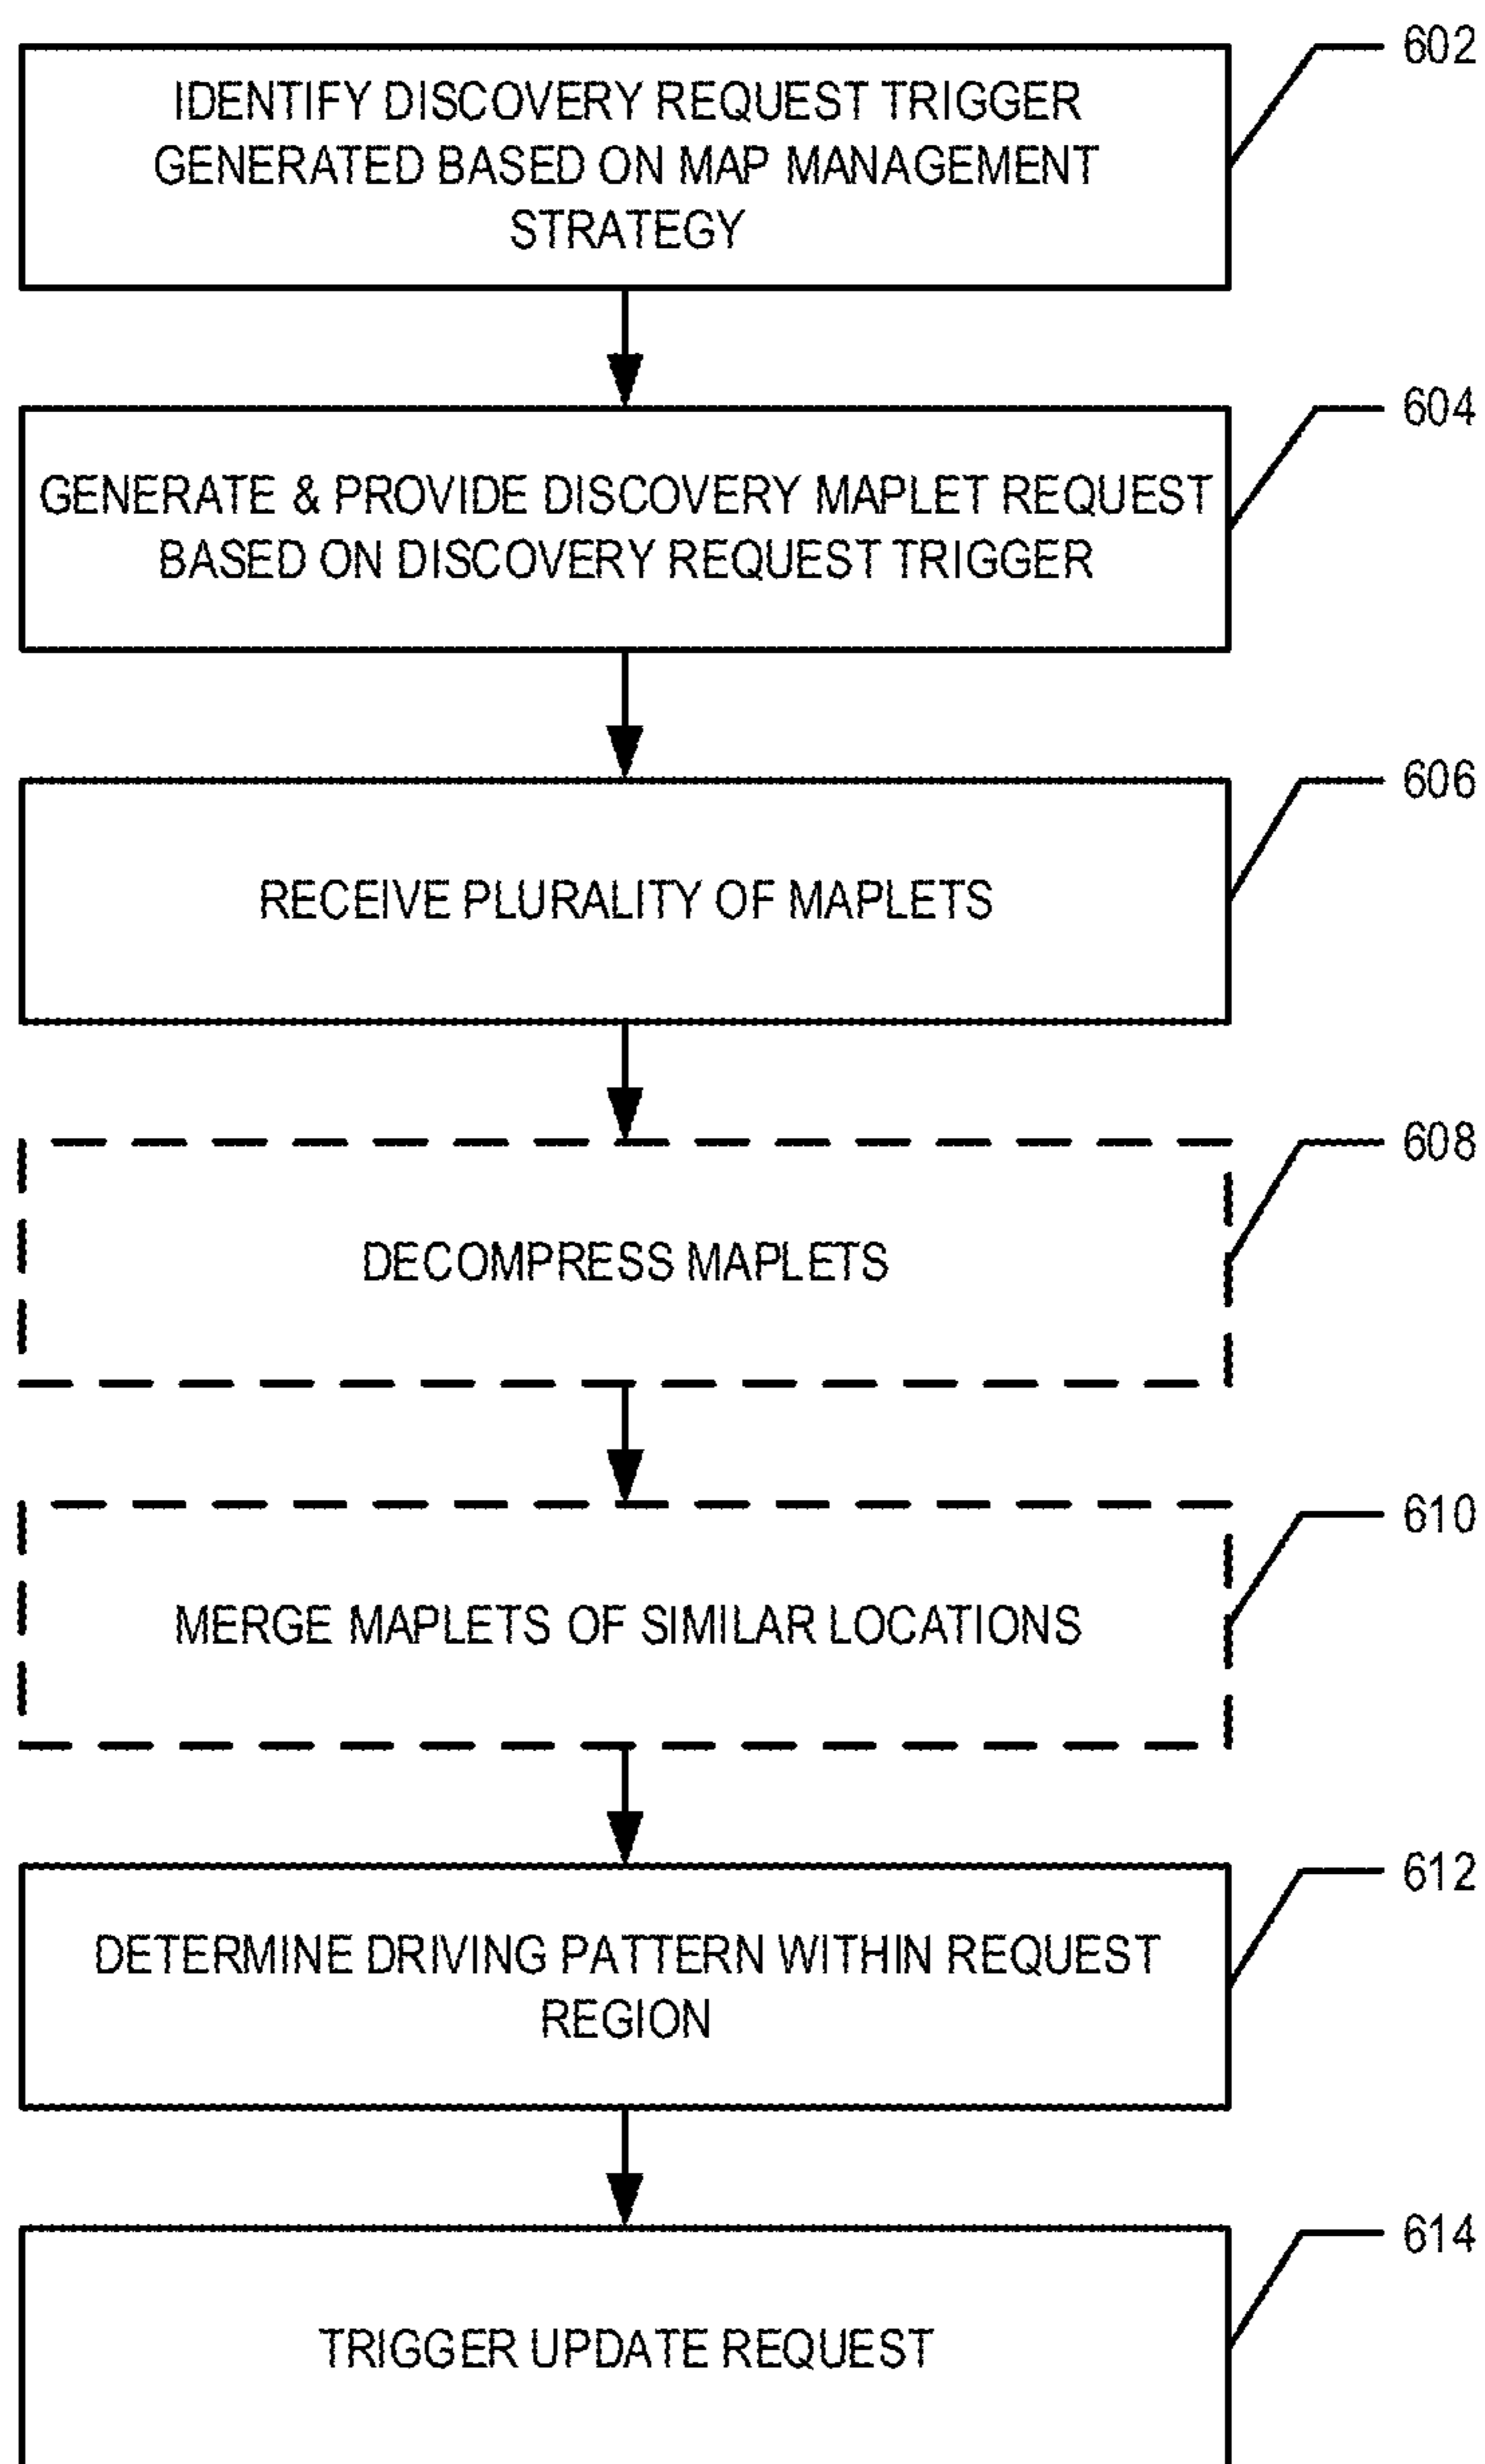 602
IDENTIFY DISCOVERY REQUEST TRIGGER
GENERATED BASED ON MAP MANAGEMENT
STRATEGY
604
GENERATE & PROVIDE DISCOVERY MAPLET REQUEST
BASED ON DISCOVERY REQUEST TRIGGER
606
RECEIVE PLURALITY OF MAPLETS
608
DECOMPRESS MAPLETS
610
MERGE MAPLETS OF SIMILAR LOCATIONS
612
DETERMINE DRIVING PATTERN WITHIN REQUEST
REGION
614
TRIGGER UPDATE REQUEST